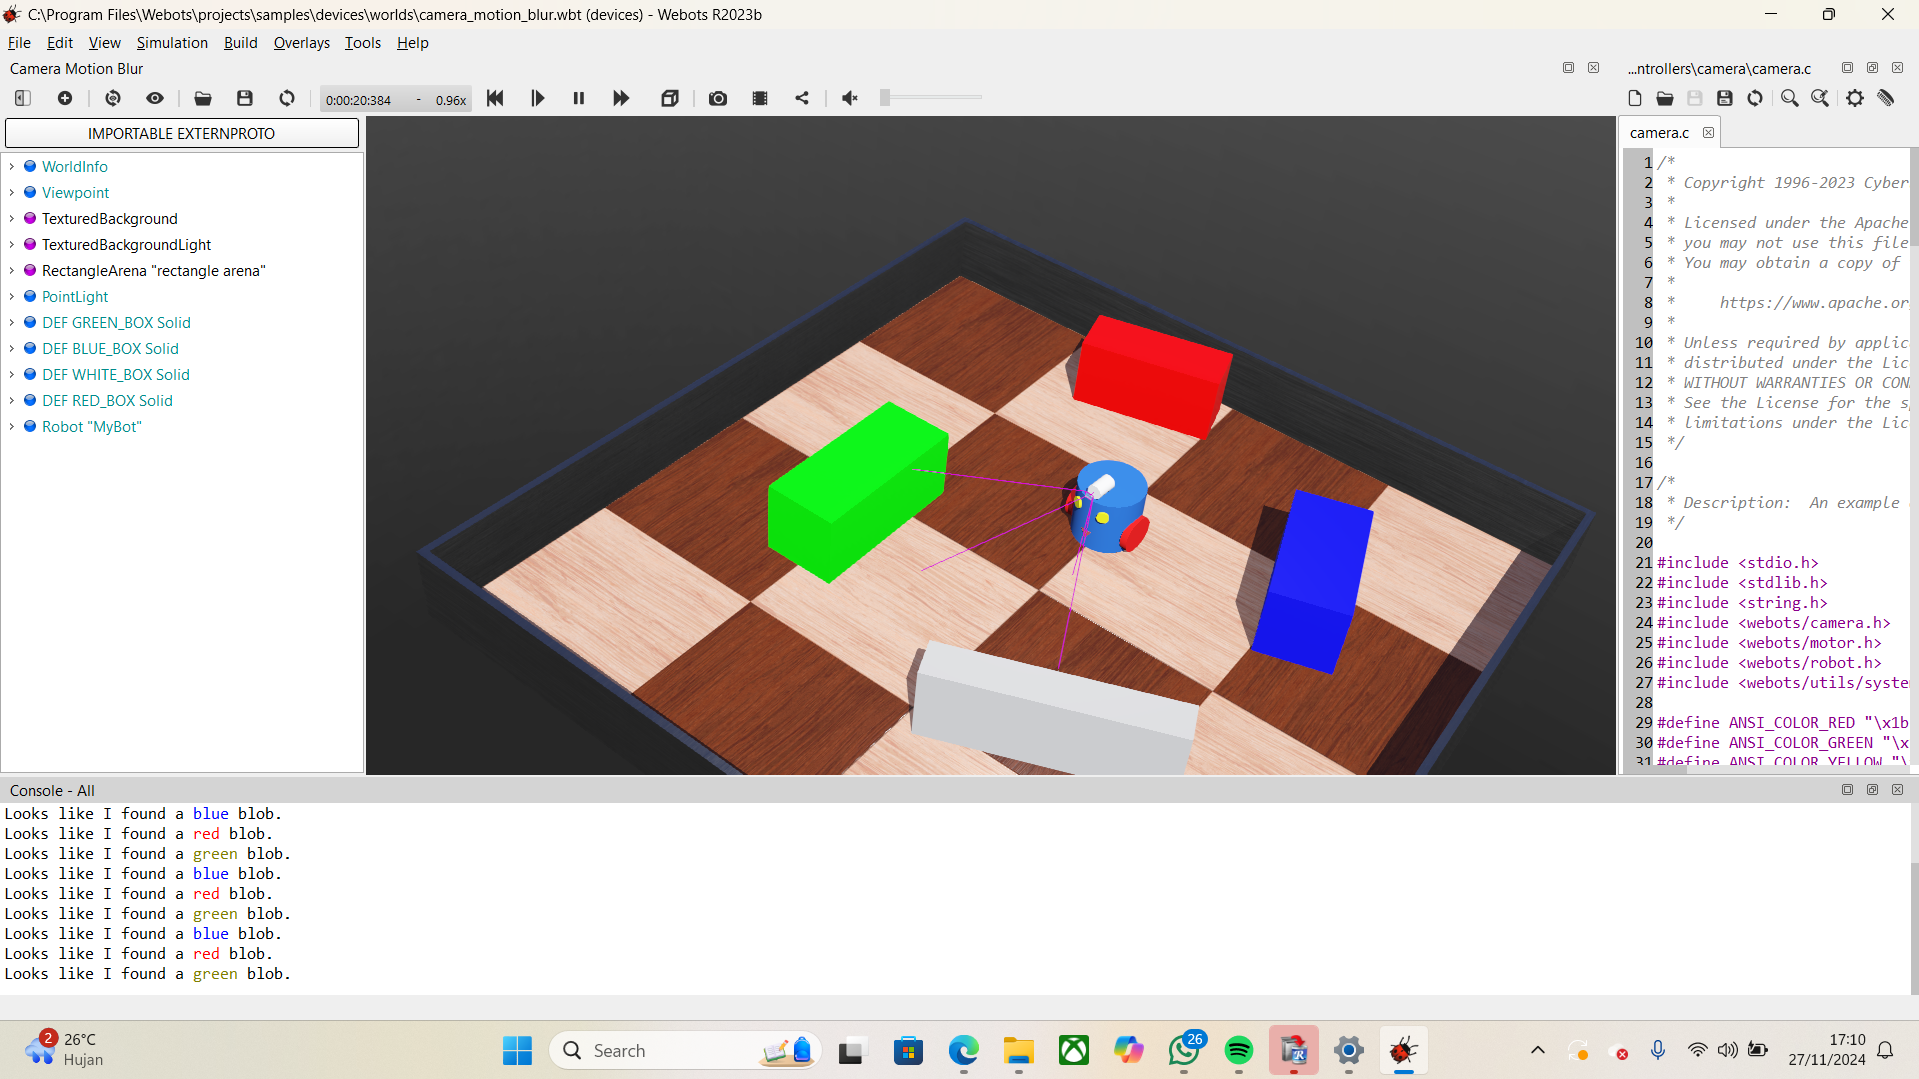 C:\Program Files\Webots\projects\samples\devices\worlds\camera_motion_blur.wbt (devices) - Webots R2023b
File Edit View Simulation Build Overlays Tools Help
Camera Motion Blur
0:00:20:384 - 0.96x
IMPORTABLE EXTERNPROTO
WorldInfo
Viewpoint
TexturedBackground
TexturedBackgroundLight
RectangleArena "rectangle arena"
PointLight
DEF GREEN_BOX Solid
DEF BLUE_BOX Solid
DEF WHITE_BOX Solid
DEF RED_BOX Solid
Robot "MyBot"
...ntrollers\camera\camera.c
camera.c
1 /*
2 * Copyright 1996-2023 Cyber
3 *
4 * Licensed under the Apache
5 * you may not use this file
6 * You may obtain a copy of
7 *
8 * https://www.apache.or
9 *
10 * Unless required by applic
11 * distributed under the Lic
12 * WITHOUT WARRANTIES OR CON
13 * See the License for the s
14 * limitations under the Lic
15 */
16
17 /*
18 * Description: An example
19 */
20
21 #include <stdio.h>
22 #include <stdlib.h>
23 #include <string.h>
24 #include <webots/camera.h>
25 #include <webots/motor.h>
26 #include <webots/robot.h>
27 #include <webots/utils/syste
28
29 #define ANSI_COLOR_RED "\x1b
30 #define ANSI_COLOR_GREEN "\x
31 #define ANSI_COLOR_YELLOW "\
Console - All
Looks like I found a blue blob.
Looks like I found a red blob.
Looks like I found a green blob.
Looks like I found a blue blob.
Looks like I found a red blob.
Looks like I found a green blob.
Looks like I found a blue blob.
Looks like I found a red blob.
Looks like I found a green blob.
2
26°C
Hujan
Search
26
17:10
27/11/2024